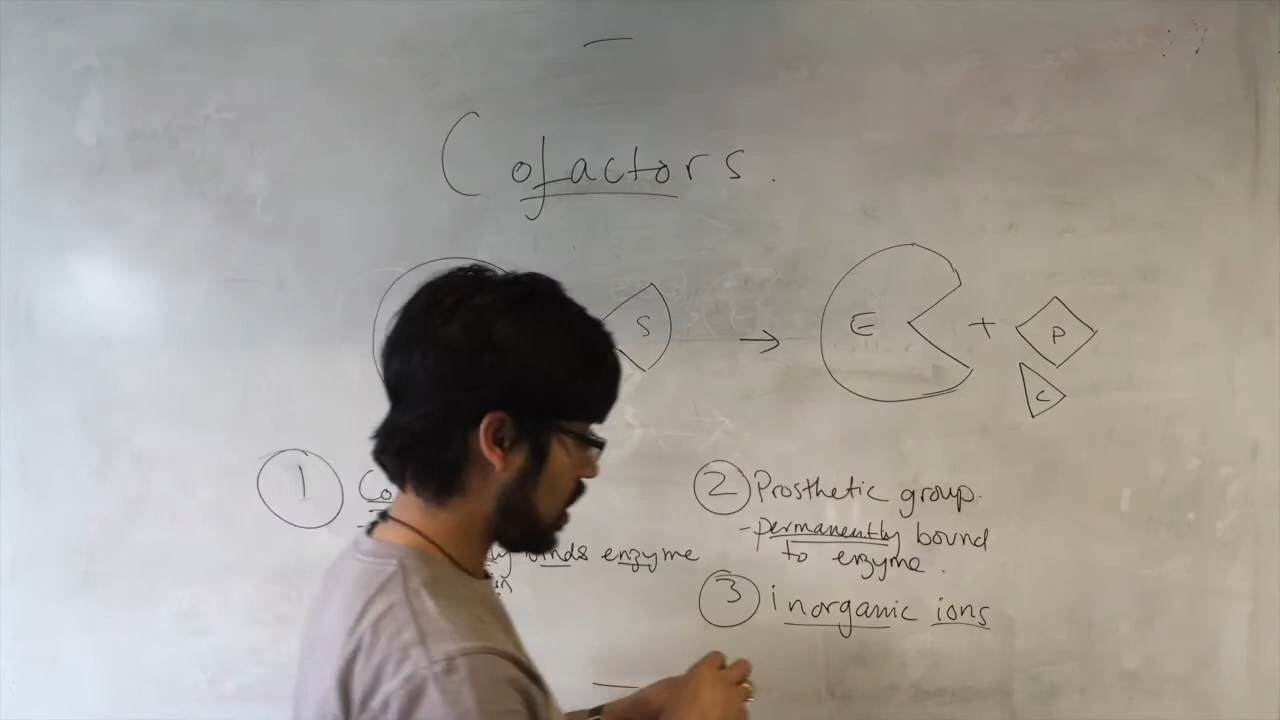 Cofactors.
S → E + P
C
1
2 Prosthetic group.
-permanently bound
to enzyme.
binds enzyme
3 inorganic ions